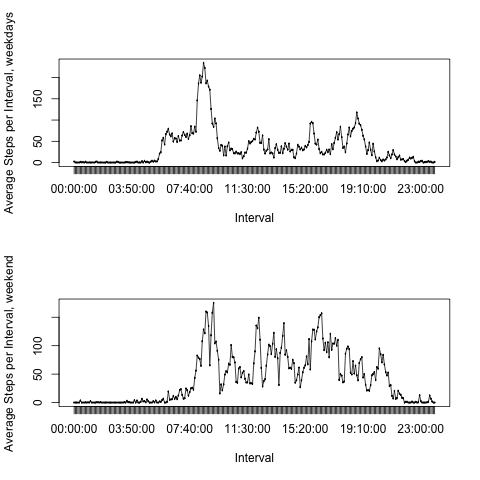 Average Steps per Interval, weekdays
150
50
0
00:00:00 03:50:00 07:40:00 11:30:00 15:20:00 19:10:00 23:00:00
Interval
Average Steps per Interval, weekend
100
50
0
00:00:00 03:50:00 07:40:00 11:30:00 15:20:00 19:10:00 23:00:00
Interval